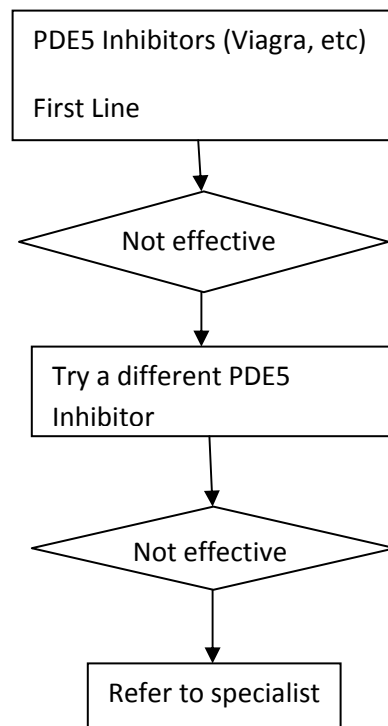 PDE5 Inhibitors (Viagra, etc)
First Line
Not effective
Try a different PDE5
Inhibitor
Not effective
Refer to specialist